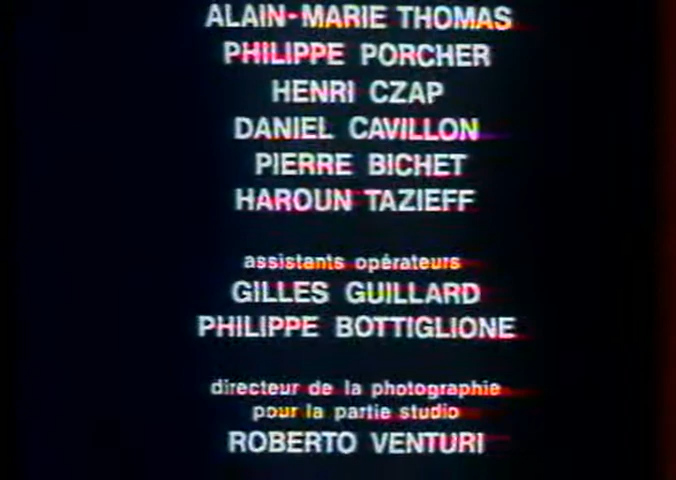 ALAIN-MARIE THOMAS
PHILIPPE PORCHER
HENRI CZAP
DANIEL CAVILLON
PIERRE BICHET
HAROUN TAZIEFF
assistants opérateurs
GILLES GUILLARD
PHILIPPE BOTTIGLIONE
directeur de la photographie
pour la partie studio
ROBERTO VENTURI